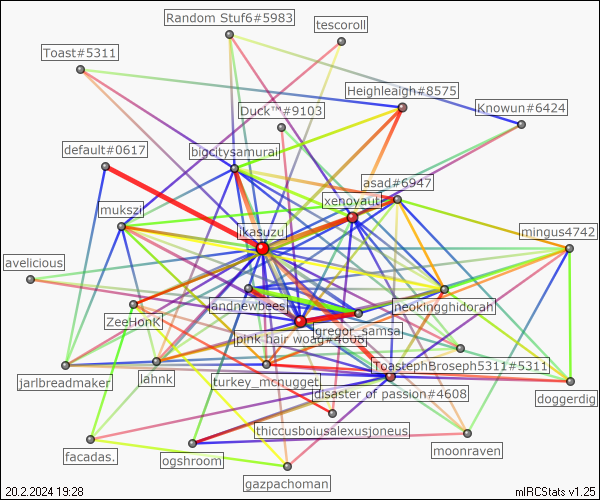 Random Stuf6#5983
tescoroll
Toast#5311
Heighleaigh#8575
Duck™#9103
Knowun#6424
default#0617
bigcitysamurai
asad#6947
xenoyaut
mukszi
ikasuzu
mingus4742
avelicious
landnewbees
neokingghidorah
ZeeHonK
gregor_samsa
pink hair woag#4068
ToastephBroseph5311#5311
jarlbreadmaker
lahnk
turkey_mcnugget
disaster of passion#4608
doggerdig
thiccusboiusalexusjoneus
facadas.
ogshroom
moonraven
gazpachoman
20.2.2024 19:28
mIRCStats v1.25